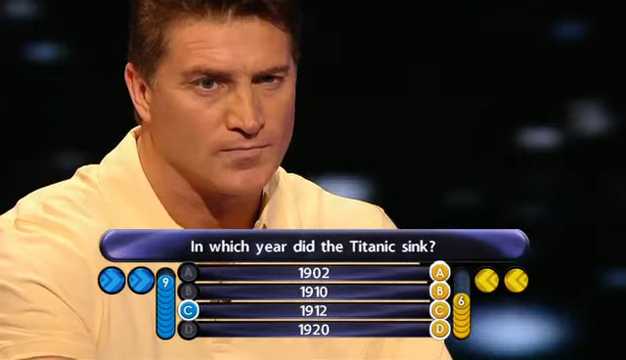 In which year did the Titanic sink?
A 1902 A
9 B 1910 B 6
C 1912 C
D 1920 D